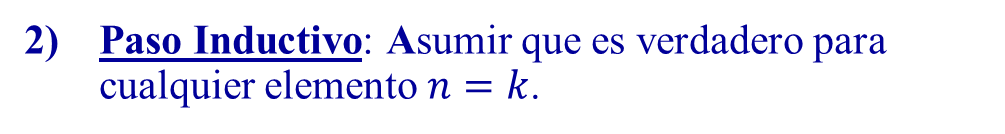 2) Paso Inductivo: Asumir que es verdadero para
cualquier elemento n = k.